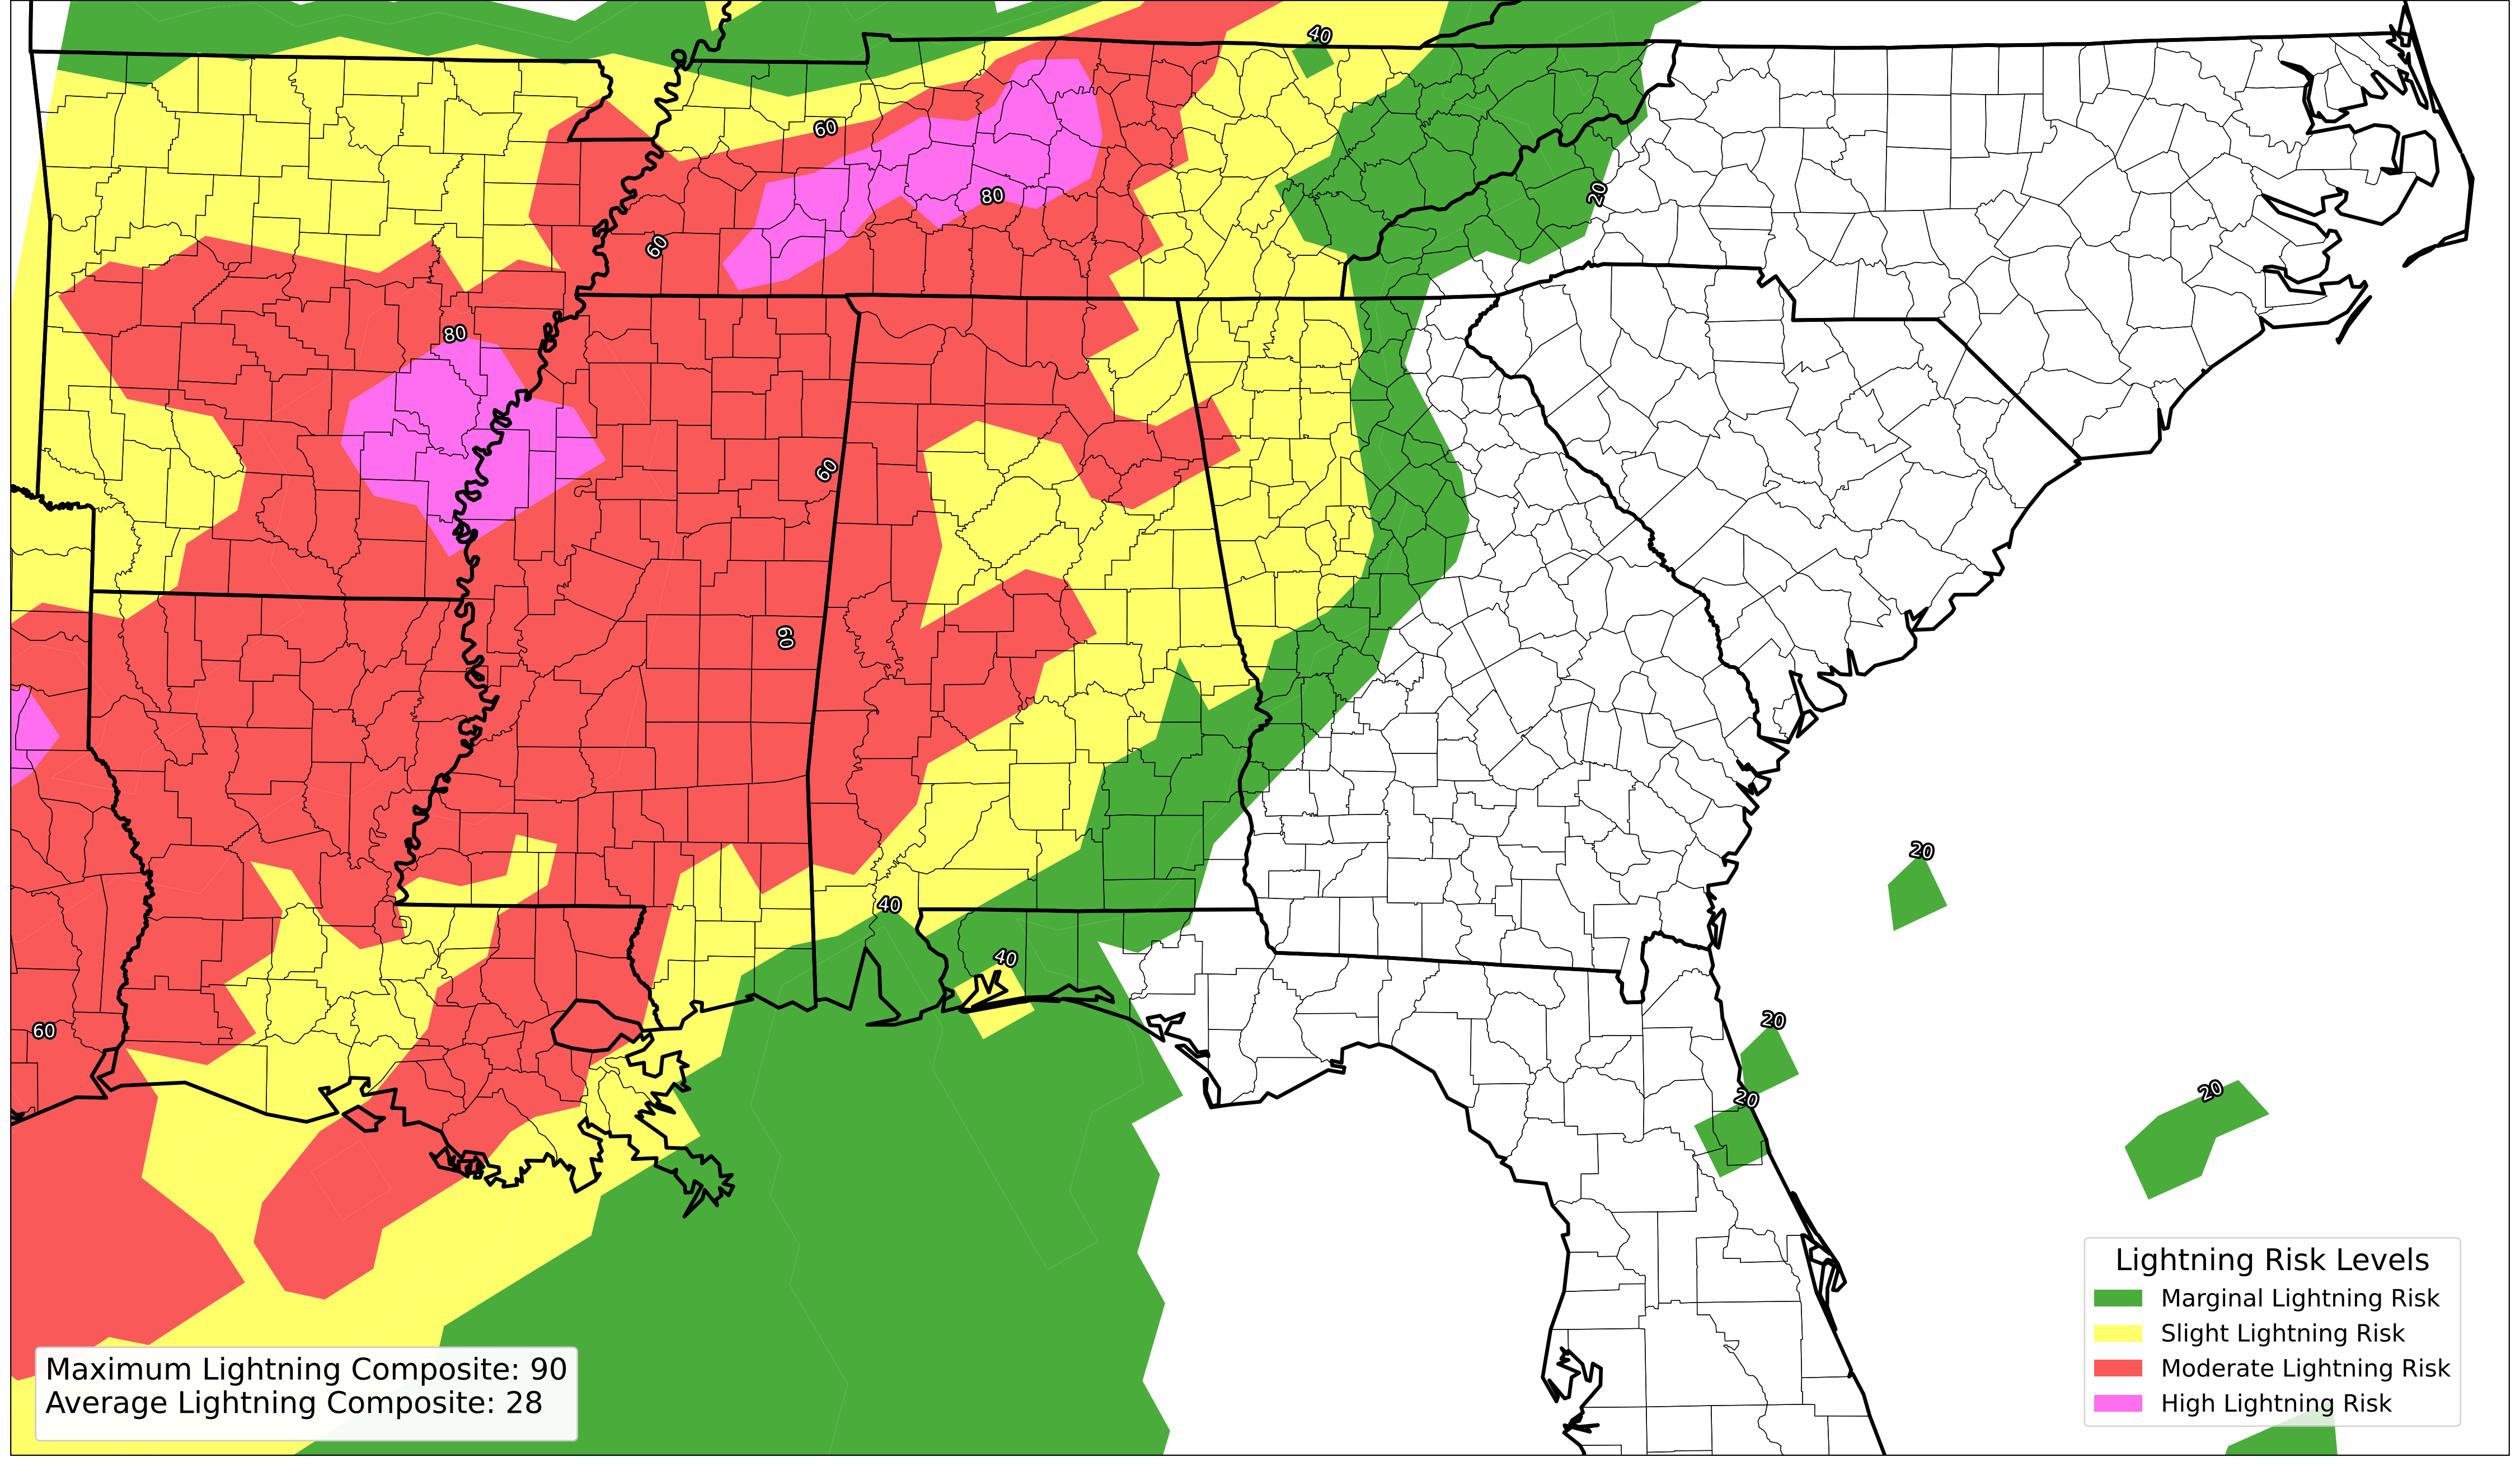 40
60
80
20
60
80
60
60
20
40
40
20
60
20
20
Lightning Risk Levels
Marginal Lightning Risk
Slight Lightning Risk
Moderate Lightning Risk
High Lightning Risk
Maximum Lightning Composite: 90
Average Lightning Composite: 28